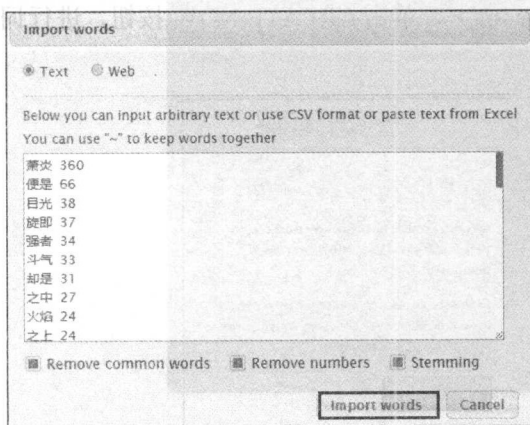 Import words
Text Web
Below you can input arbitrary text or use CSV format or paste text from Excel
You can use "~" to keep words together
萧炎 360
便是 66
目光 38
旋即 37
强者 34
斗气 33
却是 31
之中 27
火焰 24
之上 24
Remove common words Remove numbers Stemming
Import words Cancel